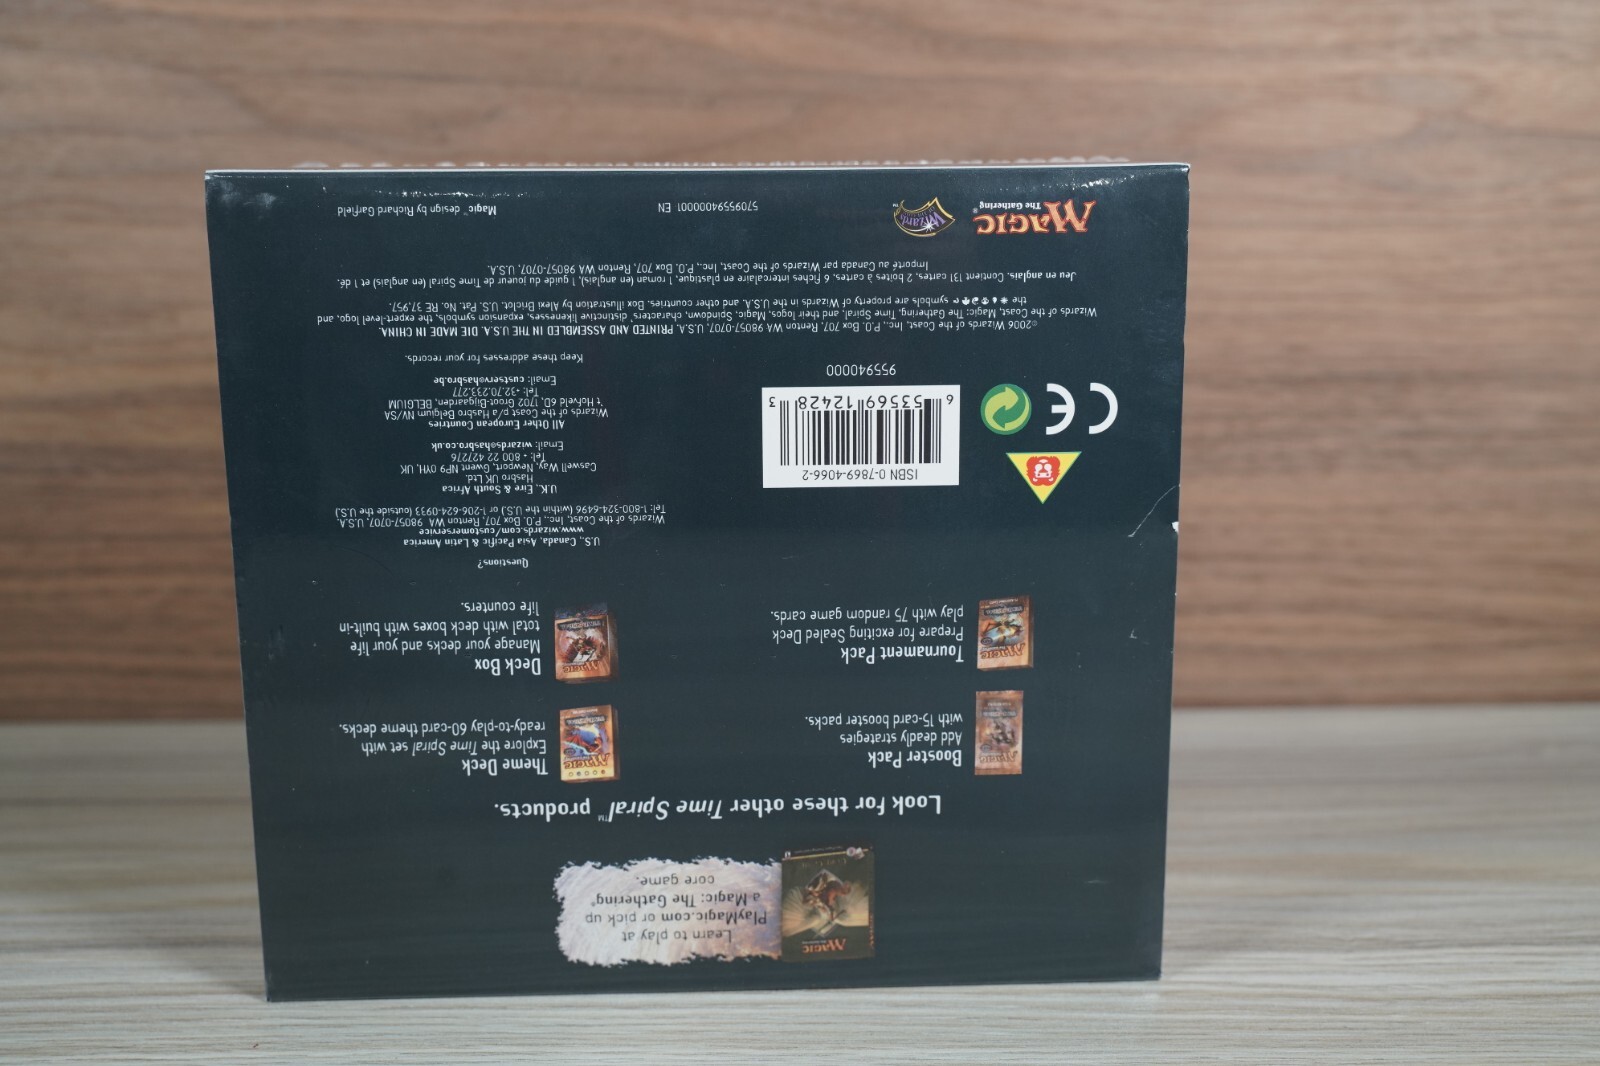 Learn to play at
PlayMagic.com or pick up
a Magic: The Gathering®
core game.
Look for these other Time Spiral™ products.
Booster Pack
Add deadly strategies
with 15-card booster packs.
Theme Deck
Explore the Time Spiral set with
ready-to-play 60-card theme decks.
Tournament Pack
Prepare for exciting Sealed Deck
play with 75 random game cards.
Deck Box
Manage your decks and your life
total with deck boxes with built-in
life counters.
Questions?
U.S., Canada, Asia Pacific & Latin America
www.wizards.com/customerservice
Wizards of the Coast, Inc., P.O. Box 707, Renton WA 98057-0707, U.S.A.
Tel: 1-800-324-6496 (within the U.S.) or 1-206-624-0933 (outside the U.S.)
U.K., Eire & South Africa
Hasbro UK Ltd.
Caswell Way, Newport, Gwent NP9 0YH, UK
Tel: + 800 22 427276
Email: wizards@hasbro.co.uk
All Other European Countries
Wizards of the Coast p/a Hasbro Belgium NV/SA
't Hofveld 6D, 1702 Groot-Bijgaarden, BELGIUM
Tel: +32.70.233.277
Email: custserv@hasbro.be
Keep these addresses for your records.
ISBN 0-7869-4066-2
6 53569 12428 3
955940000
CE
©2006 Wizards of the Coast, Inc., P.O. Box 707, Renton WA 98057-0707, U.S.A. PRINTED AND ASSEMBLED IN THE U.S.A. DIE MADE IN CHINA.
Wizards of the Coast, Magic: The Gathering, Time Spiral, and their logos, Magic, Spindown, characters' distinctive likenesses, expansion symbols, the expert-level logo, and
the symbols are property of Wizards in the U.S.A. and other countries. Box illustration by Alexi Briclot. U.S. Pat. No. RE 37,957.
Jeu en anglais. Contient 131 cartes, 2 boîtes à cartes, 6 fiches intercalaire en plastique, 1 roman (en anglais), 1 guide du joueur de Time Spiral (en anglais) et 1 dé.
Importé au Canada par Wizards of the Coast, Inc., P.O. Box 707, Renton WA 98057-0707, U.S.A.
MAGIC
The Gathering®
Wizards
™
5709559400001 EN
Magic™ design by Richard Garfield